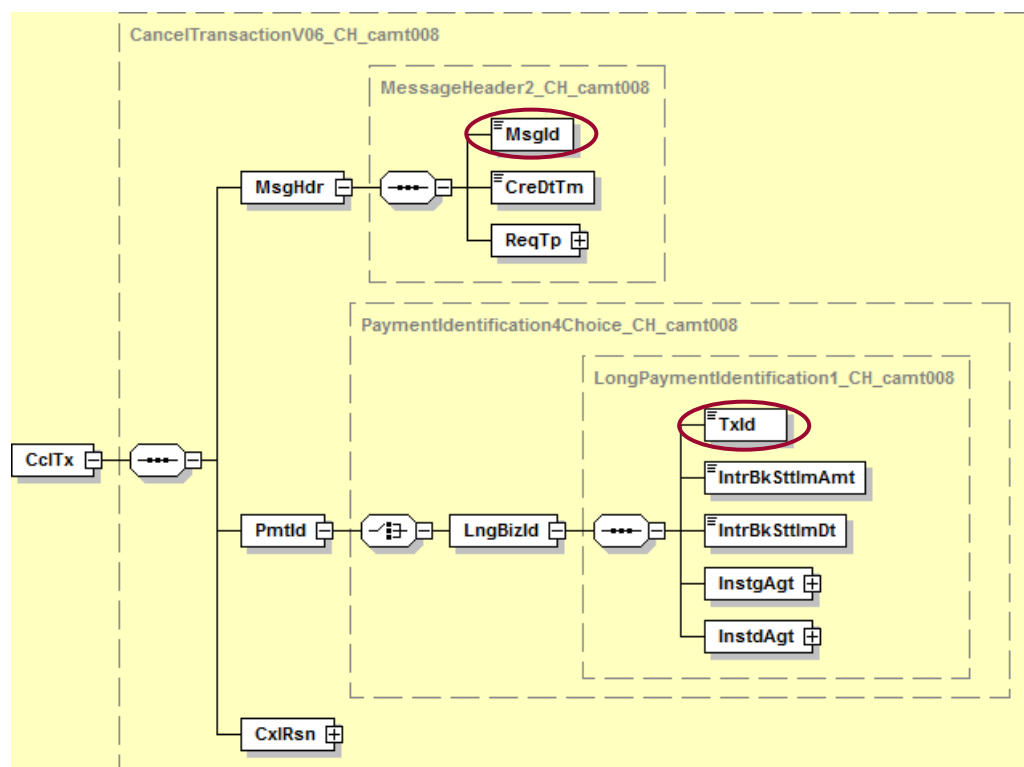 CancelTransactionV06_CH_camt008
MessageHeader2_CH_camt008
MsgId
MsgHdr
CreDtTm
ReqTp
PaymentIdentification4Choice_CH_camt008
LongPaymentIdentification1_CH_camt008
TxId
CclTx
IntrBkSttlmAmt
PmtId
LngBizId
IntrBkSttlmDt
InstgAgt
InstdAgt
CxlRsn